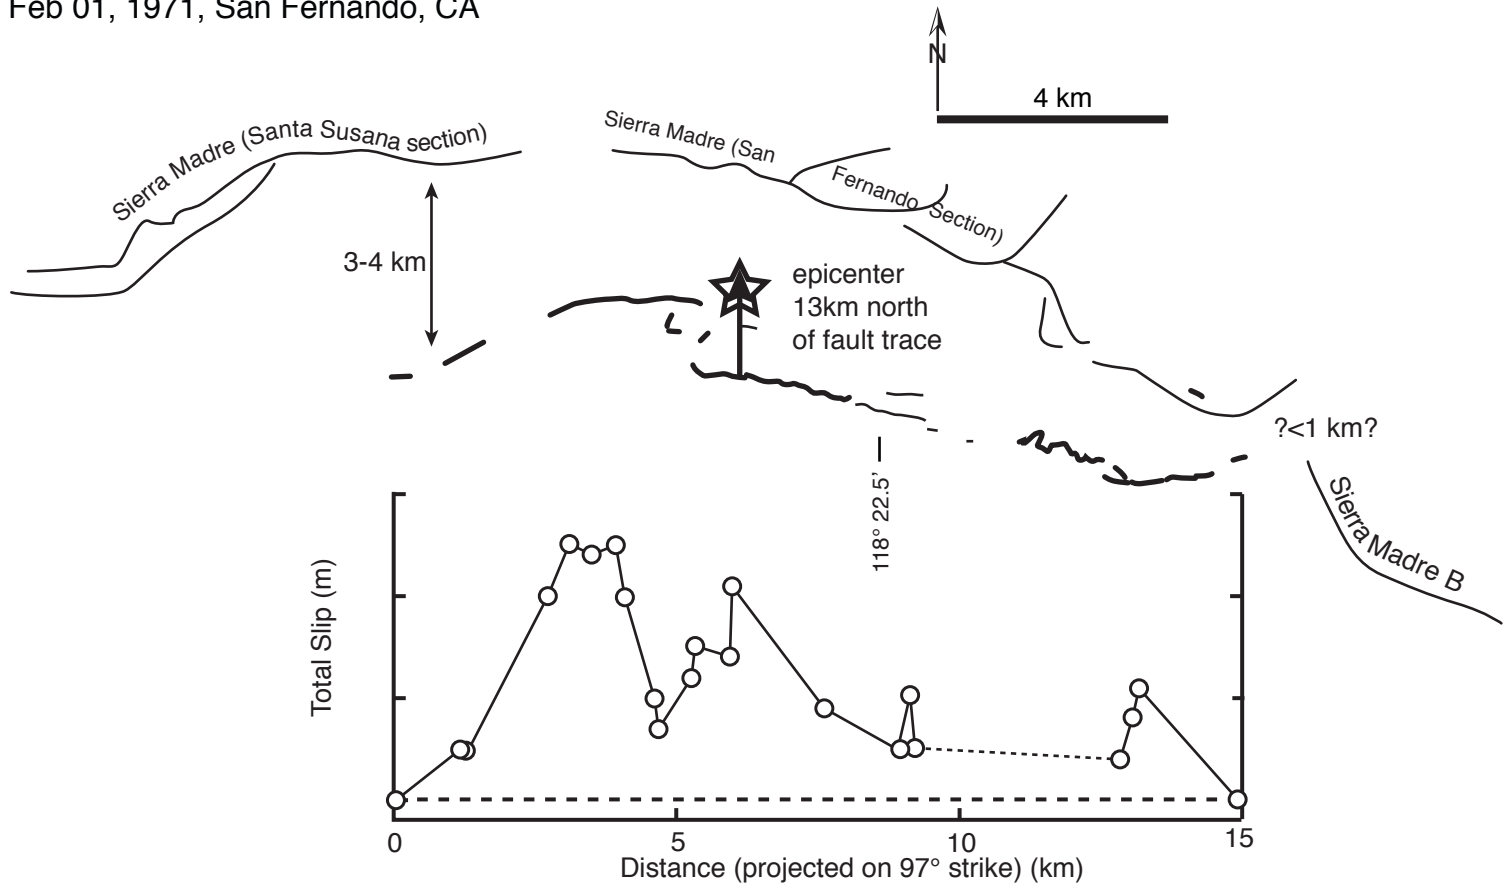 Feb 01, 1971, San Fernando, CA
N
4 km
Sierra Madre (Santa Susana section)
Sierra Madre (San
Fernando Section)
3-4 km
epicenter
13km north
of fault trace
?<1 km?
118° 22.5'
Sierra Madre B
Total Slip (m)
0
5
10
15
Distance (projected on 97° strike) (km)